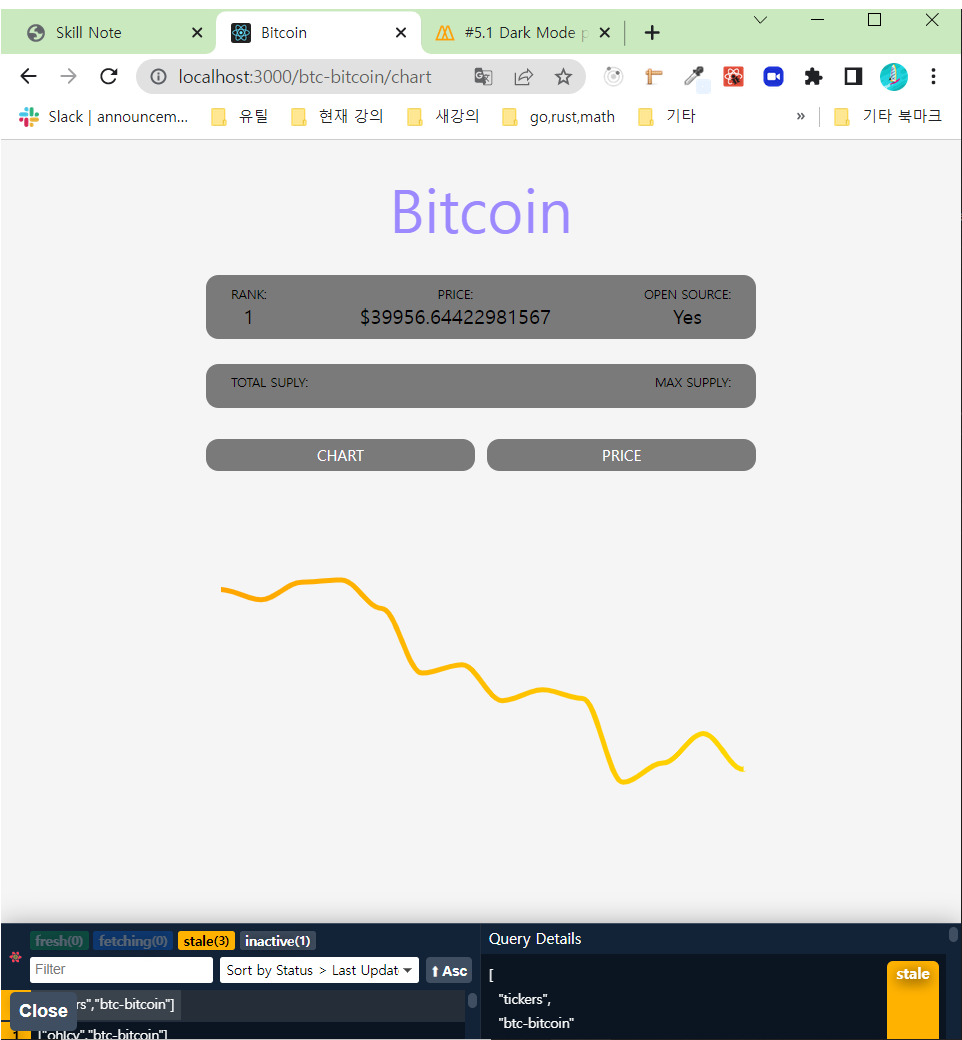 Skill Note
Bitcoin
#5.1 Dark Mode
localhost:3000/btc-bitcoin/chart
Slack | announcem...
유틸
현재 강의
새강의
go,rust,math
기타
»
기타 북마크
Bitcoin
RANK:
PRICE:
OPEN SOURCE:
1
$39956.64422981567
Yes
TOTAL SUPLY:
MAX SUPPLY:
CHART
PRICE
fresh(0)
fetching(0)
stale(3)
inactive(1)
Query Details
Filter
Sort by Status > Last Updat
⬆ Asc
[
"tickers",
"btc-bitcoin"
stale
Close
rs","btc-bitcoin"]
["ohlcv","btc-bitcoin"]